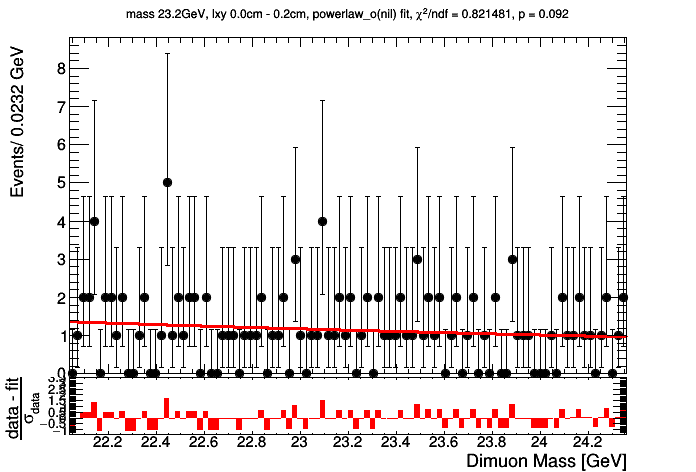 mass 23.2GeV, lxy 0.0cm - 0.2cm, powerlaw_o(nil) fit, χ²/ndf = 0.821481, p = 0.092
Events/ 0.0232 GeV
8
7
6
5
4
3
2
1
0
data - fit
σdata
22.2 22.4 22.6 22.8 23 23.2 23.4 23.6 23.8 24 24.2
Dimuon Mass [GeV]